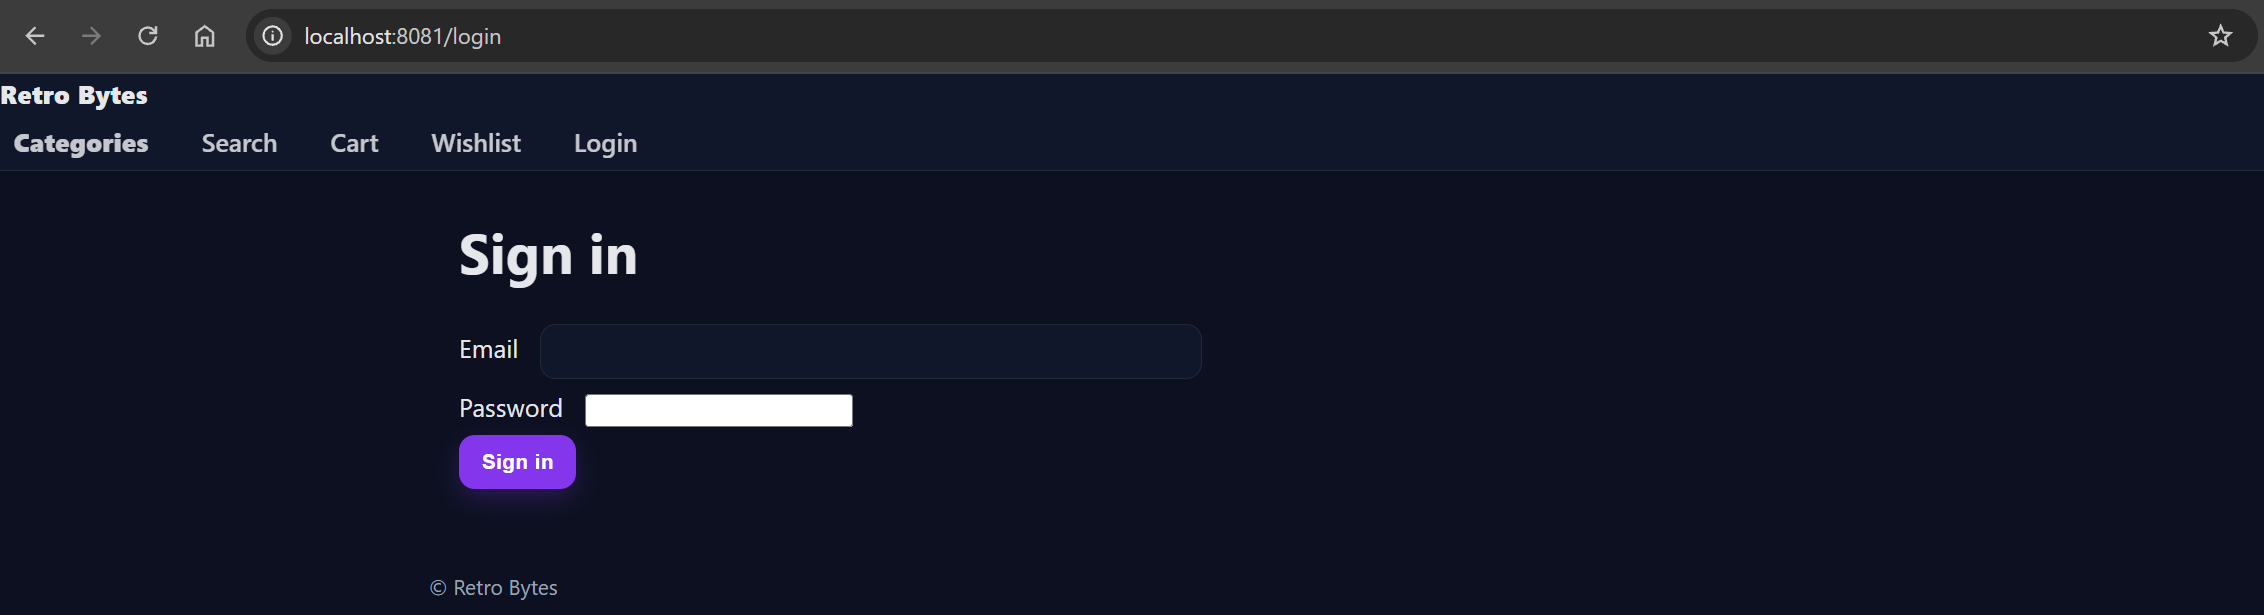 localhost:8081/login
Retro Bytes
Categories Search Cart Wishlist Login
Sign in
Email
Password
Sign in
© Retro Bytes